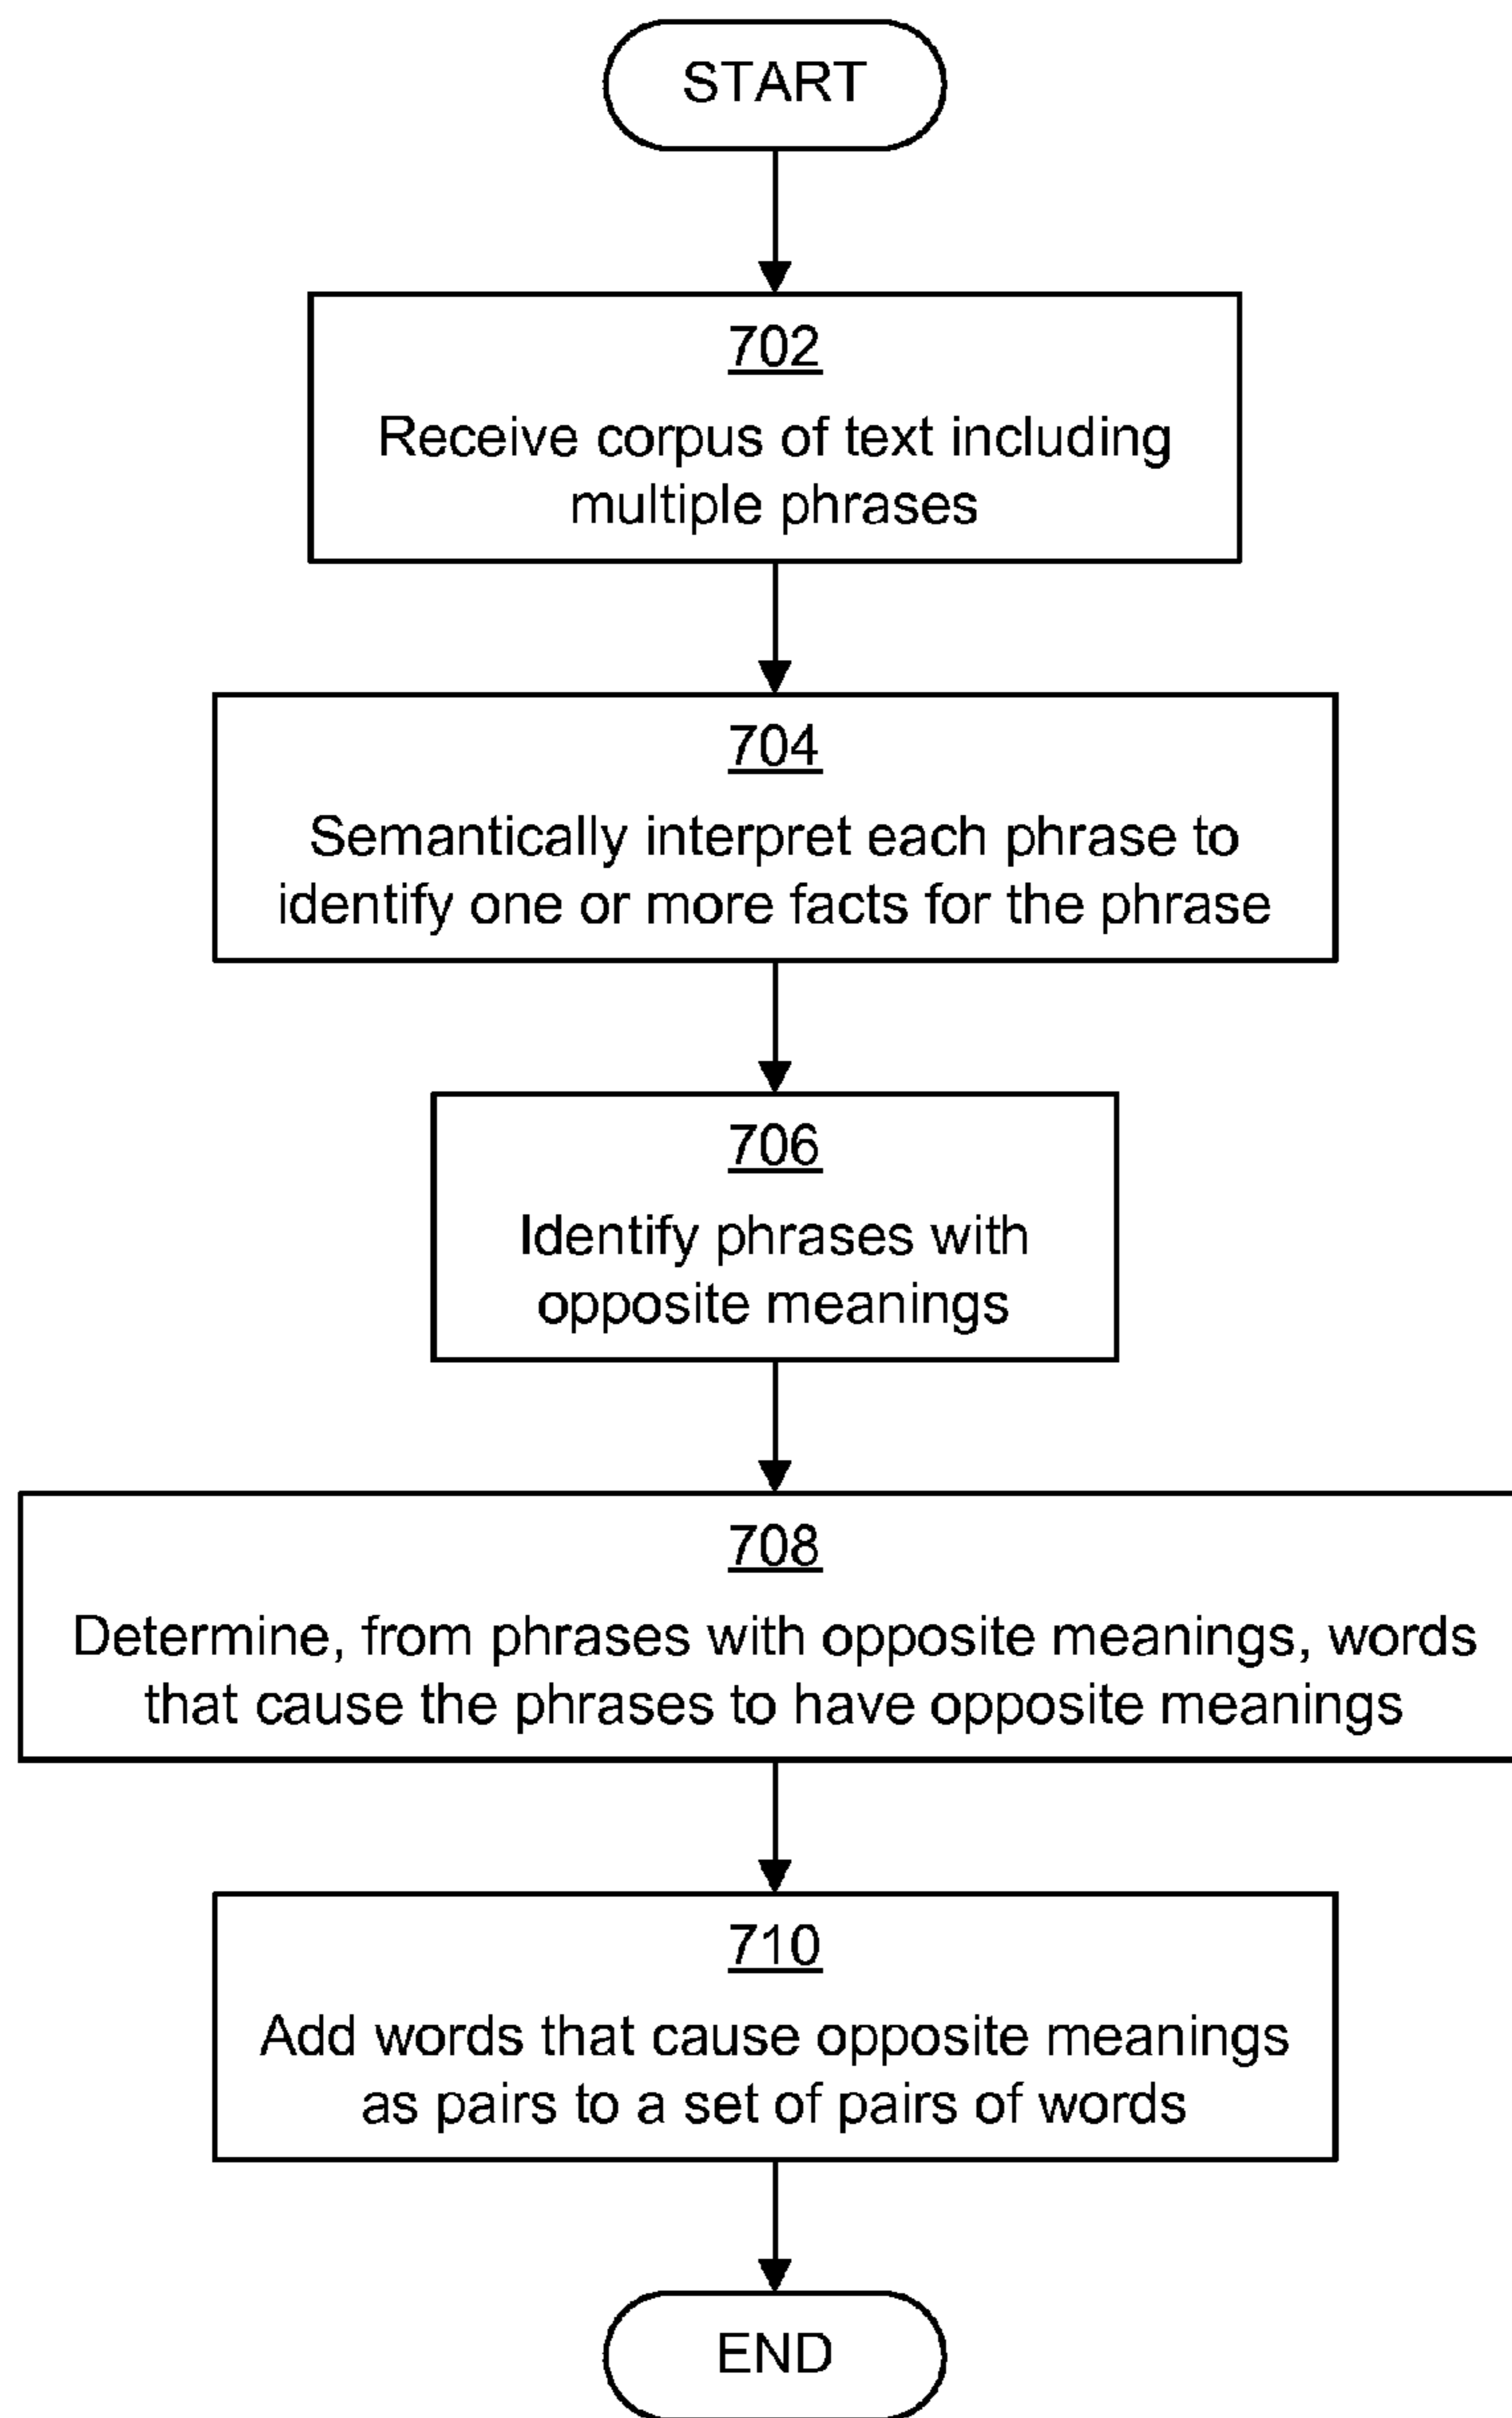 START
702
Receive corpus of text including
multiple phrases
704
Semantically interpret each phrase to
identify one or more facts for the phrase
706
Identify phrases with
opposite meanings
708
Determine, from phrases with opposite meanings, words
that cause the phrases to have opposite meanings
710
Add words that cause opposite meanings
as pairs to a set of pairs of words
END